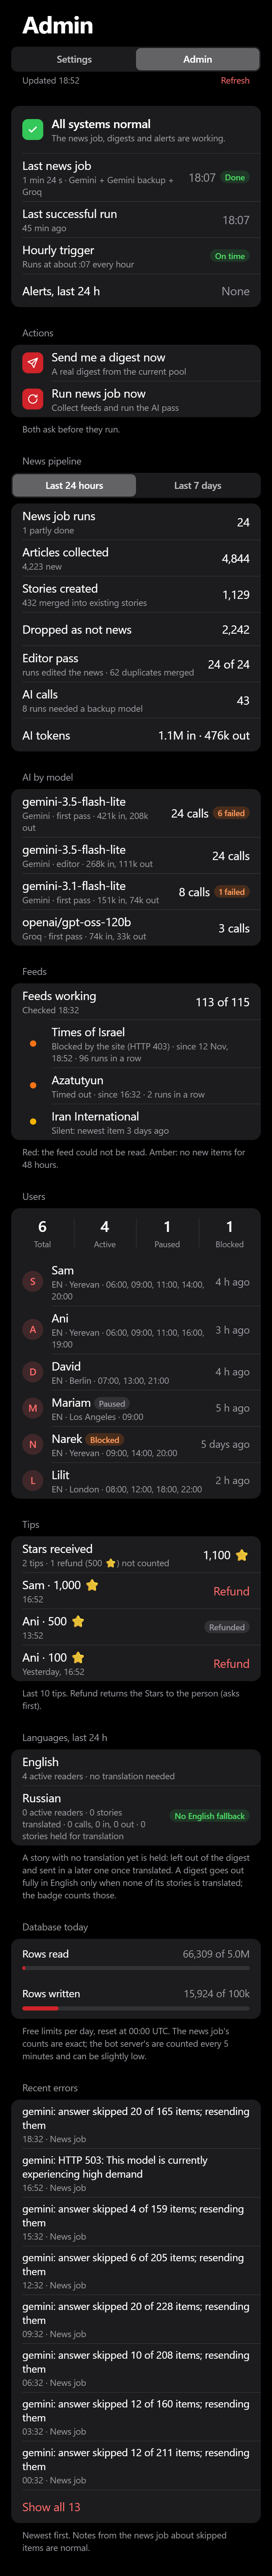 Admin
Settings
Admin
Updated 18:52
Refresh
All systems normal
The news job, digests and alerts are working.
Last news job
1 min 24 s · Gemini + Gemini backup +
Groq
18:07
Done
Last successful run
45 min ago
18:07
Hourly trigger
Runs at about :07 every hour
On time
Alerts, last 24 h
None
Actions
Send me a digest now
A real digest from the current pool
Run news job now
Collect feeds and run the AI pass
Both ask before they run.
News pipeline
Last 24 hours
Last 7 days
News job runs
1 partly done
24
Articles collected
4,223 new
4,844
Stories created
432 merged into existing stories
1,129
Dropped as not news
2,242
Editor pass
runs edited the news · 62 duplicates merged
24 of 24
AI calls
8 runs needed a backup model
43
AI tokens
1.1M in · 476k out
AI by model
gemini-3.5-flash-lite
Gemini · first pass · 421k in, 208k
out
24 calls
6 failed
gemini-3.5-flash-lite
Gemini · editor · 268k in, 111k out
24 calls
gemini-3.1-flash-lite
Gemini · first pass · 151k in, 74k out
8 calls
1 failed
openai/gpt-oss-120b
Groq · first pass · 74k in, 33k out
3 calls
Feeds
Feeds working
Checked 18:32
113 of 115
Times of Israel
Blocked by the site (HTTP 403) · since 12 Nov,
18:52 · 96 runs in a row
Azatutyun
Timed out · since 16:32 · 2 runs in a row
Iran International
Silent: newest item 3 days ago
Red: the feed could not be read. Amber: no new items for
48 hours.
Users
6
Total
4
Active
1
Paused
1
Blocked
S
Sam
EN · Yerevan · 06:00, 09:00, 11:00, 14:00,
20:00
4 h ago
A
Ani
EN · Yerevan · 06:00, 09:00, 11:00, 16:00,
19:00
3 h ago
D
David
EN · Berlin · 07:00, 13:00, 21:00
4 h ago
M
Mariam
Paused
EN · Los Angeles · 09:00
5 h ago
N
Narek
Blocked
EN · Yerevan · 09:00, 14:00, 20:00
5 days ago
L
Lilit
EN · London · 08:00, 12:00, 18:00, 22:00
2 h ago
Tips
Stars received
2 tips · 1 refund (500 ⭐) not counted
1,100 ⭐
Sam · 1,000 ⭐
16:52
Refund
Ani · 500 ⭐
13:52
Refunded
Ani · 100 ⭐
Yesterday, 16:52
Refund
Last 10 tips. Refund returns the Stars to the person (asks
first).
Languages, last 24 h
English
4 active readers · no translation needed
Russian
0 active readers · 0 stories
translated · 0 calls, 0 in, 0 out · 0
stories held for translation
No English fallback
A story with no translation yet is held: left out of the digest
and sent in a later one once translated. A digest goes out
fully in English only when none of its stories is translated;
the badge counts those.
Database today
Rows read
66,309 of 5.0M
Rows written
15,924 of 100k
Free limits per day, reset at 00:00 UTC. The news job's
counts are exact; the bot server's are counted every 5
minutes and can be slightly low.
Recent errors
gemini: answer skipped 20 of 165 items; resending
them
18:32 · News job
gemini: HTTP 503: This model is currently
experiencing high demand
16:52 · News job
gemini: answer skipped 4 of 159 items; resending
them
15:32 · News job
gemini: answer skipped 6 of 205 items; resending
them
12:32 · News job
gemini: answer skipped 20 of 228 items; resending
them
09:32 · News job
gemini: answer skipped 10 of 208 items; resending
them
06:32 · News job
gemini: answer skipped 12 of 160 items; resending
them
03:32 · News job
gemini: answer skipped 12 of 211 items; resending
them
00:32 · News job
Show all 13
Newest first. Notes from the news job about skipped
items are normal.